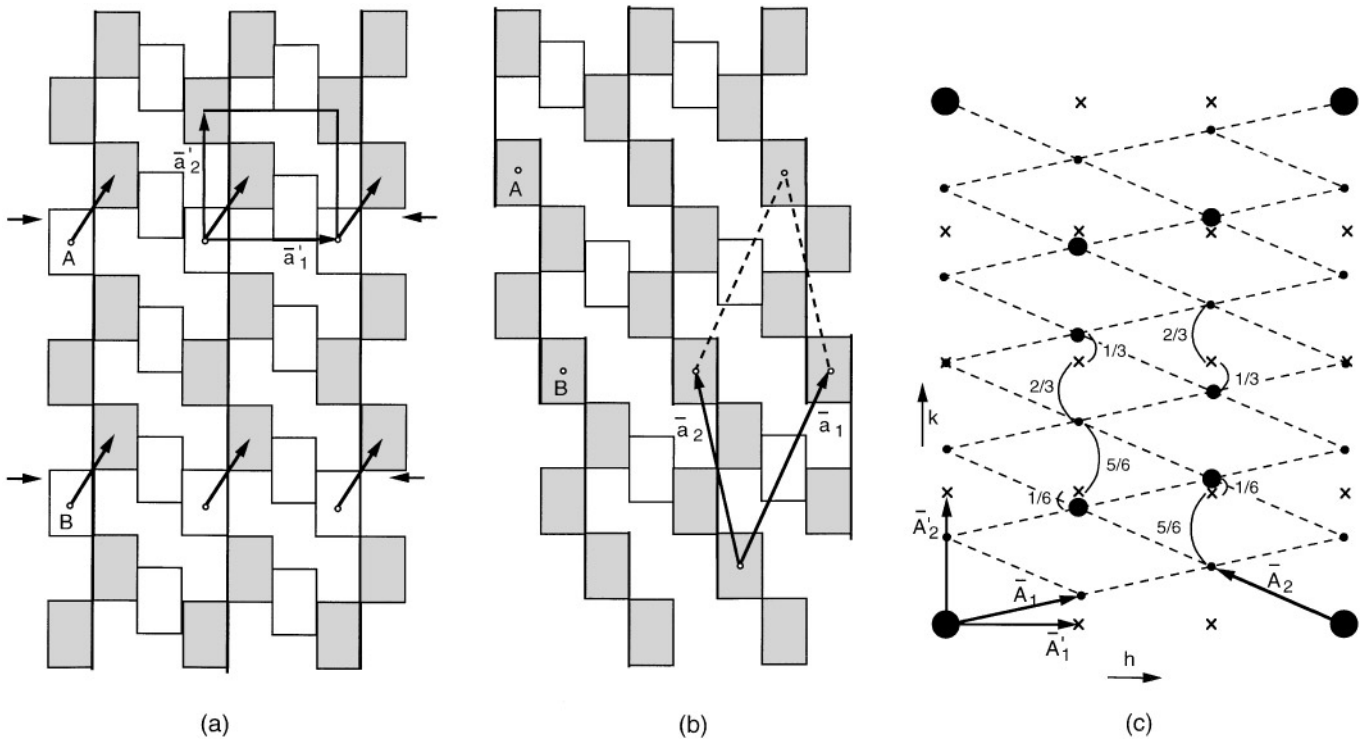 ā'₂
ā'₁
A
B
(a)
A
B
ā₂
ā₁
(b)
2/3
1/3
2/3
1/3
k
5/6
1/6
1/6
Ā'₂
5/6
Ā₁
Ā₂
Ā'₁
h
(c)